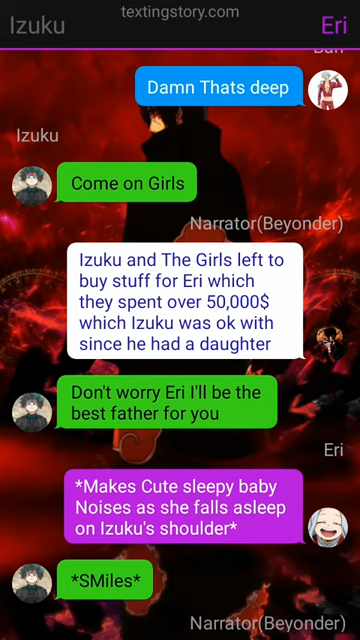 textingstory.com
Izuku
Eri
Ban
Damn Thats deep
Izuku
Come on Girls
Narrator(Beyonder)
Izuku and The Girls left to
buy stuff for Eri which
they spent over 50,000$
which Izuku was ok with
since he had a daughter
Don't worry Eri I'll be the
best father for you
Eri
*Makes Cute sleepy baby
Noises as she falls asleep
on Izuku's shoulder*
*SMiles*
Narrator(Beyonder)